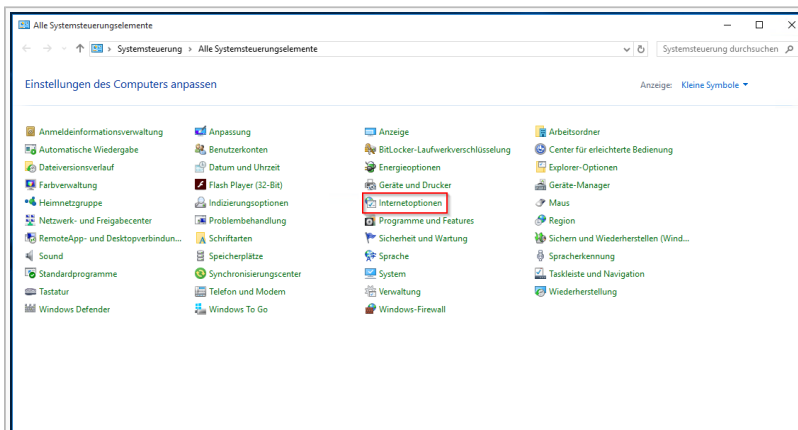 Alle Systemsteuerungselemente
Systemsteuerung > Alle Systemsteuerungselemente
Systemsteuerung durchsuchen
Einstellungen des Computers anpassen
Anzeige: Kleine Symbole
Anmeldeinformationsverwaltung Anpassung Anzeige Arbeitsordner
Automatische Wiedergabe Benutzerkonten BitLocker-Laufwerkverschlüsselung Center für erleichterte Bedienung
Dateiversionsverlauf Datum und Uhrzeit Energieoptionen Explorer-Optionen
Farbverwaltung Flash Player (32-Bit) Geräte und Drucker Geräte-Manager
Heimnetzgruppe Indizierungsoptionen Internetoptionen Maus
Netzwerk- und Freigabecenter Problembehandlung Programme und Features Region
RemoteApp- und Desktopverbindun... Schriftarten Sicherheit und Wartung Sichern und Wiederherstellen (Wind...
Sound Speicherplätze Sprache Spracherkennung
Standardprogramme Synchronisierungscenter System Taskleiste und Navigation
Tastatur Telefon und Modem Verwaltung Wiederherstellung
Windows Defender Windows To Go Windows-Firewall